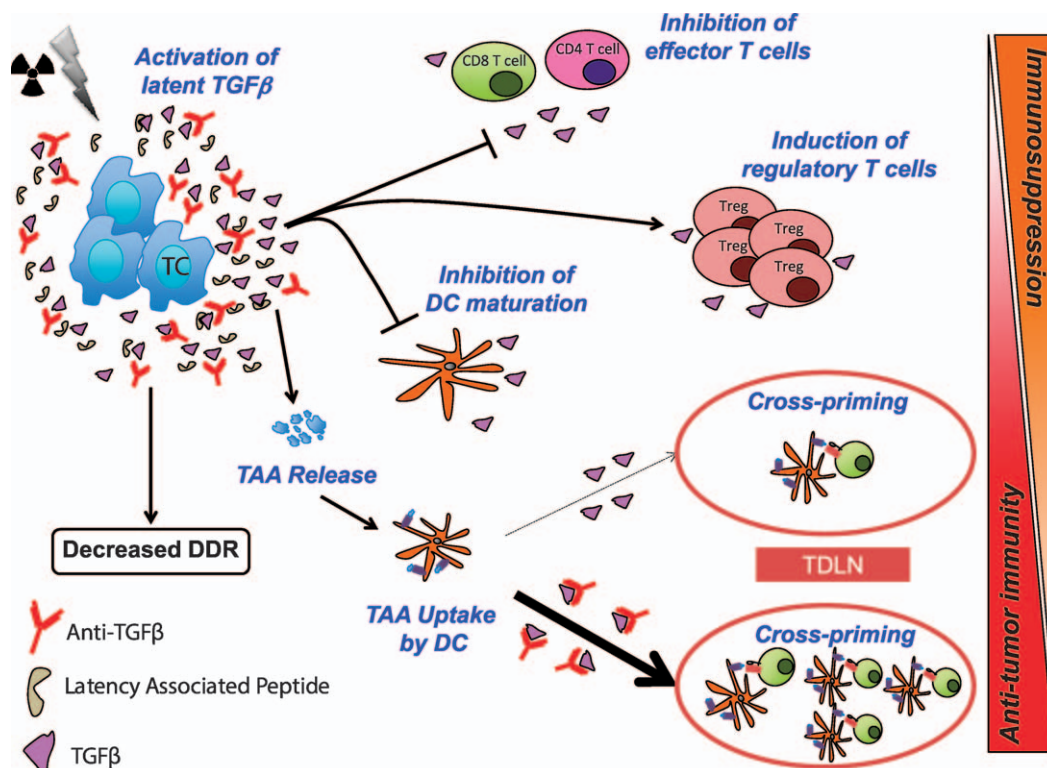 Activation of
latent TGFβ
Inhibition of
effector T cells
CD8 T cell
CD4 T cell
Induction of
regulatory T cells
Treg
Treg
Treg
Treg
TC
Inhibition of
DC maturation
TAA Release
Decreased DDR
TAA Uptake
by DC
Cross-priming
TDLN
Cross-priming
Anti-TGFβ
Latency Associated Peptide
TGFβ
Immunosuppression
Anti-tumor immunity